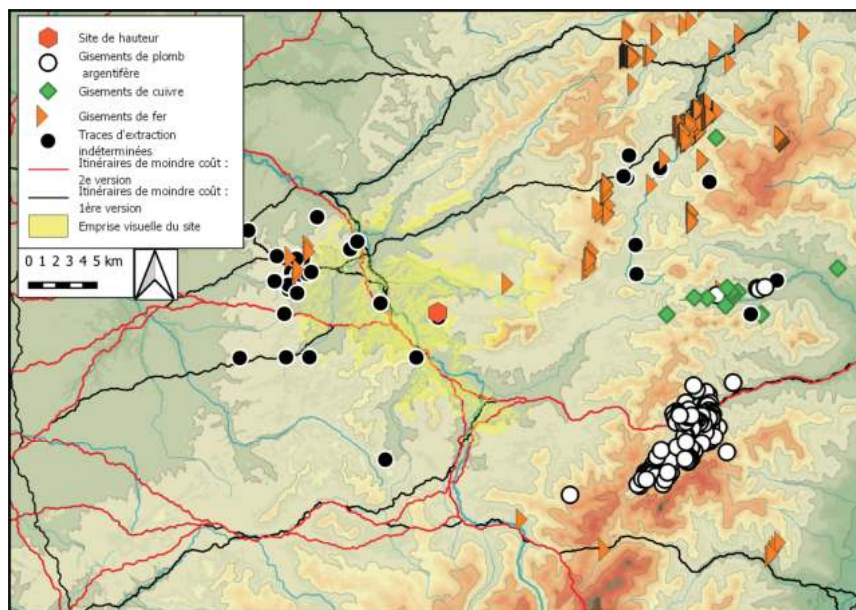 Site de hauteur
Gisements de plomb
argentifère
Gisements de cuivre
Gisements de fer
Traces d'extraction
indéterminées
Itinéraires de moindre coût :
2e version
Itinéraires de moindre coût :
1ère version
Emprise visuelle du site
0 1 2 3 4 5 km